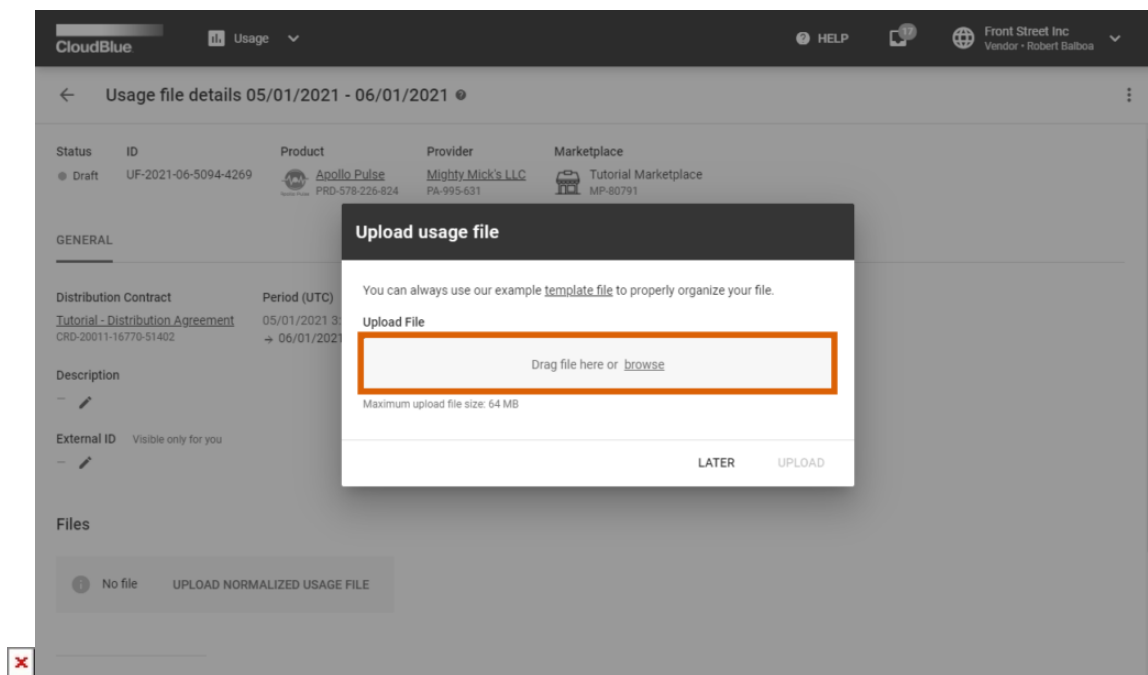 CloudBlue
Usage
HELP
17
Front Street Inc
Vendor • Robert Balboa
Usage file details 05/01/2021 - 06/01/2021
Status
ID
Product
Provider
Marketplace
Draft
UF-2021-06-5094-4269
Apollo Pulse
PRD-578-226-824
Mighty Mick's LLC
PA-995-631
Tutorial Marketplace
MP-80791
GENERAL
Distribution Contract
Tutorial - Distribution Agreement
CRD-20011-16770-51402
Period (UTC)
05/01/2021 3:
→ 06/01/2021
Description
–
External ID Visible only for you
–
Files
No file
UPLOAD NORMALIZED USAGE FILE
Upload usage file
You can always use our example template file to properly organize your file.
Upload File
Drag file here or browse
Maximum upload file size: 64 MB
LATER
UPLOAD